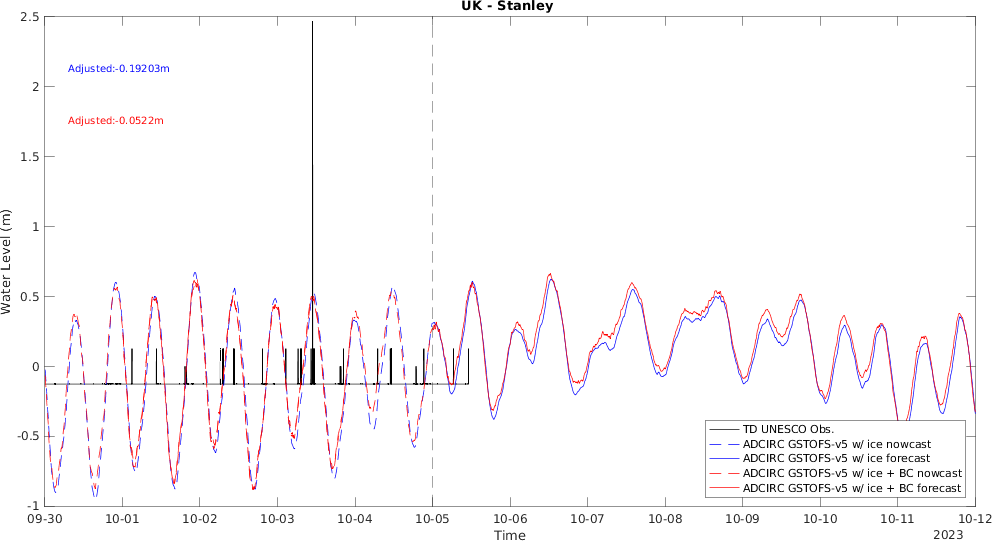 UK - Stanley
2.5
2
1.5
1
0.5
0
-0.5
-1
Water Level (m)
Adjusted:-0.19203m
Adjusted:-0.0522m
TD UNESCO Obs.
ADCIRC GSTOFS-v5 w/ ice nowcast
ADCIRC GSTOFS-v5 w/ ice forecast
ADCIRC GSTOFS-v5 w/ ice + BC nowcast
ADCIRC GSTOFS-v5 w/ ice + BC forecast
09-30 10-01 10-02 10-03 10-04 10-05 10-06 10-07 10-08 10-09 10-10 10-11 10-12
Time
2023